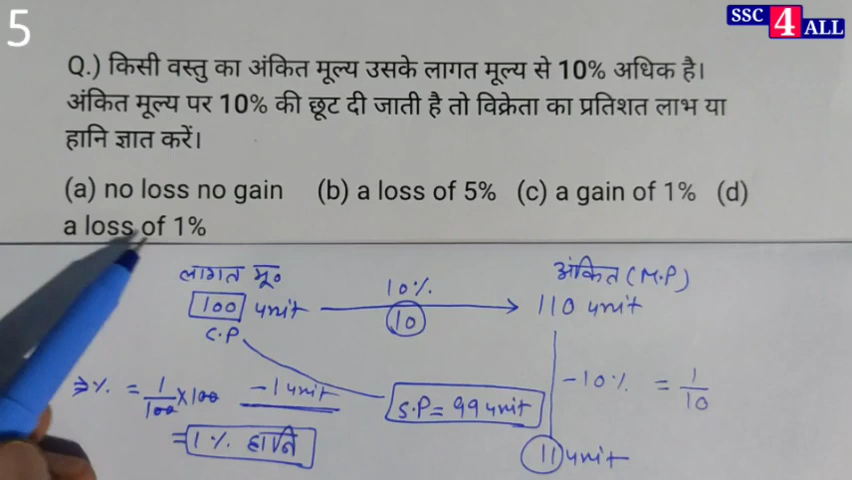 5
SSC 4 ALL
Q.) किसी वस्तु का अंकित मूल्य उसके लागत मूल्य से 10% अधिक है।
अंकित मूल्य पर 10% की छूट दी जाती है तो विक्रेता का प्रतिशत लाभ या
हानि ज्ञात करें।
(a) no loss no gain (b) a loss of 5% (c) a gain of 1% (d)
a loss of 1%
लागत मू० 10% अंकित (M.P)
100 unit 10 110 unit
C.P
⇒% = 1/100 × 100 -1 unit S.P = 99 unit -10% = 1/10
= 1% हानि 11 unit